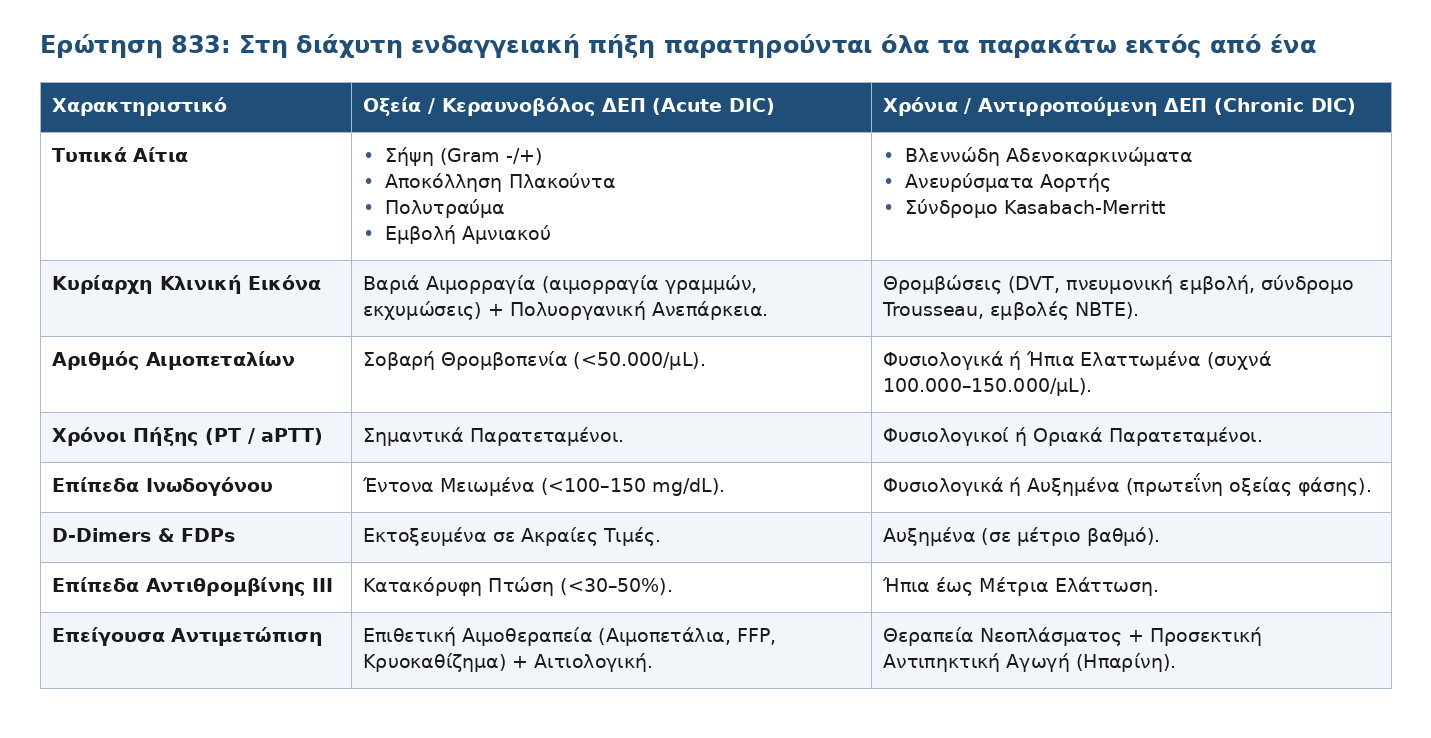 Ερώτηση 833: Στη διάχυτη ενδαγγειακή πήξη παρατηρούνται όλα τα παρακάτω εκτός από ένα
Χαρακτηριστικό
Οξεία / Κεραυνοβόλος ΔΕΠ (Acute DIC)
Χρόνια / Αντιρροπούμενη ΔΕΠ (Chronic DIC)
Τυπικά Αίτια
• Σήψη (Gram -/+)
• Αποκόλληση Πλακούντα
• Πολυτραύμα
• Εμβολή Αμνιακού
• Βλεννώδη Αδενοκαρκινώματα
• Ανευρύσματα Αορτής
• Σύνδρομο Kasabach-Merritt
Κυρίαρχη Κλινική Εικόνα
Βαριά Αιμορραγία (αιμορραγία γραμμών,
εκχυμώσεις) + Πολυοργανική Ανεπάρκεια.
Θρομβώσεις (DVT, πνευμονική εμβολή, σύνδρομο
Trousseau, εμβολές NBTE).
Αριθμός Αιμοπεταλίων
Σοβαρή Θρομβοπενία (<50.000/μL).
Φυσιολογικά ή Ήπια Ελαττωμένα (συχνά
100.000–150.000/μL).
Χρόνοι Πήξης (PT / aPTT)
Σημαντικά Παρατεταμένοι.
Φυσιολογικοί ή Οριακά Παρατεταμένοι.
Επίπεδα Ινωδογόνου
Έντονα Μειωμένα (<100–150 mg/dL).
Φυσιολογικά ή Αυξημένα (πρωτεΐνη οξείας φάσης).
D-Dimers & FDPs
Εκτοξευμένα σε Ακραίες Τιμές.
Αυξημένα (σε μέτριο βαθμό).
Επίπεδα Αντιθρομβίνης III
Κατακόρυφη Πτώση (<30–50%).
Ήπια έως Μέτρια Ελάττωση.
Επείγουσα Αντιμετώπιση
Επιθετική Αιμοθεραπεία (Αιμοπετάλια, FFP,
Κρυοκαθίζημα) + Αιτιολογική.
Θεραπεία Νεοπλάσματος + Προσεκτική
Αντιπηκτική Αγωγή (Ηπαρίνη).